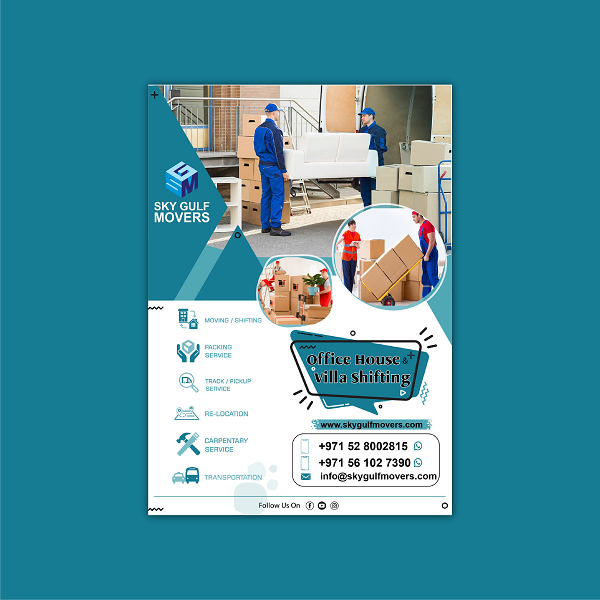 SGM
SKY GULF
MOVERS
MOVING / SHIFTING
PACKING
SERVICE
TRACK / PICKUP
SERVICE
RE-LOCATION
CARPENTARY
SERVICE
TRANSPORTATION
Office House &
Villa Shifting
www.skygulfmovers.com
+971 52 8002815
+971 56 102 7390
info@skygulfmovers.com
Follow Us On